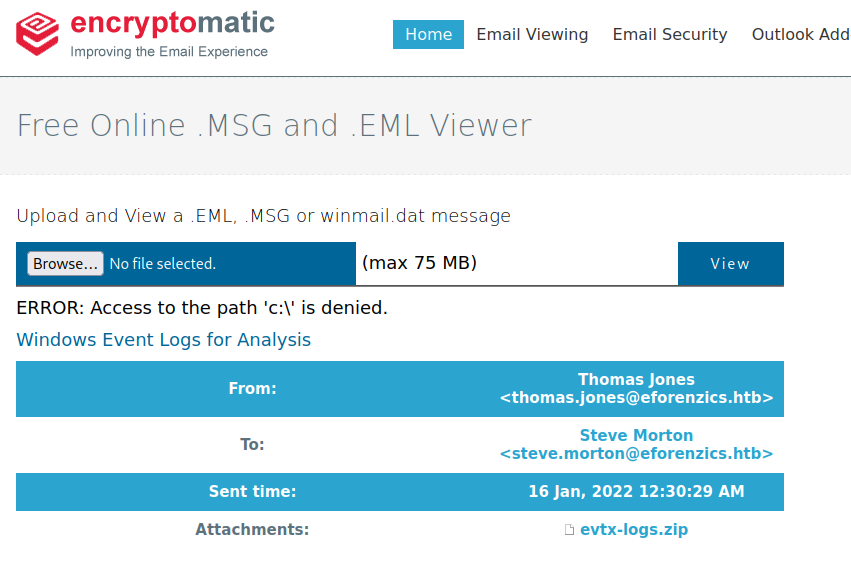 encryptomatic
Improving the Email Experience
Home Email Viewing Email Security Outlook Add
Free Online .MSG and .EML Viewer
Upload and View a .EML, .MSG or winmail.dat message
Browse... No file selected. (max 75 MB) View
ERROR: Access to the path 'c:\' is denied.
Windows Event Logs for Analysis
From: Thomas Jones
<thomas.jones@eforenzics.htb>
To: Steve Morton
<steve.morton@eforenzics.htb>
Sent time: 16 Jan, 2022 12:30:29 AM
Attachments: evtx-logs.zip